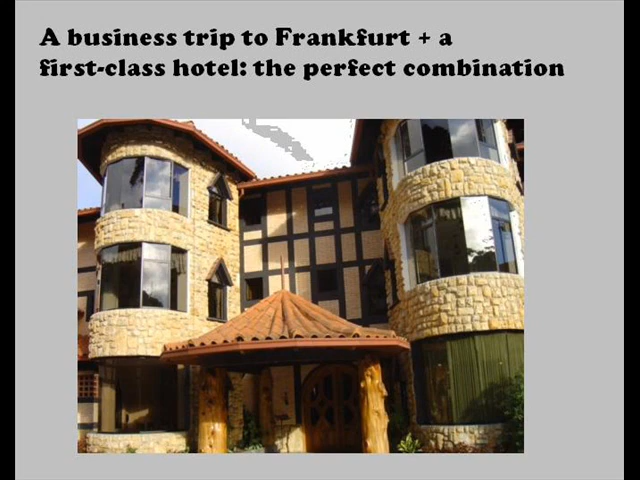 A business trip to Frankfurt + a
first-class hotel: the perfect combination